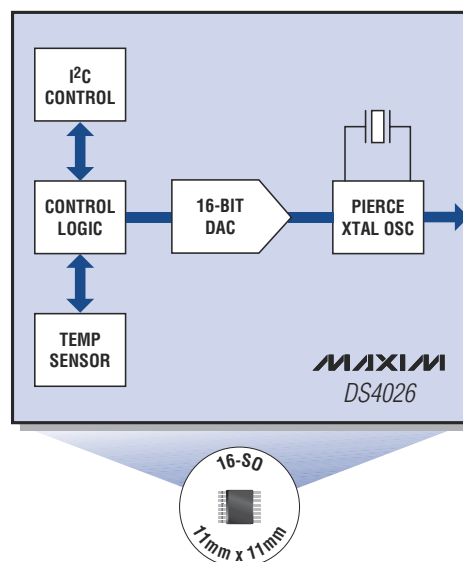 I²C
CONTROL
CONTROL
LOGIC
16-BIT
DAC
PIERCE
XTAL OSC
TEMP
SENSOR
MAXIM
DS4026
16-SO
11mm x 11mm